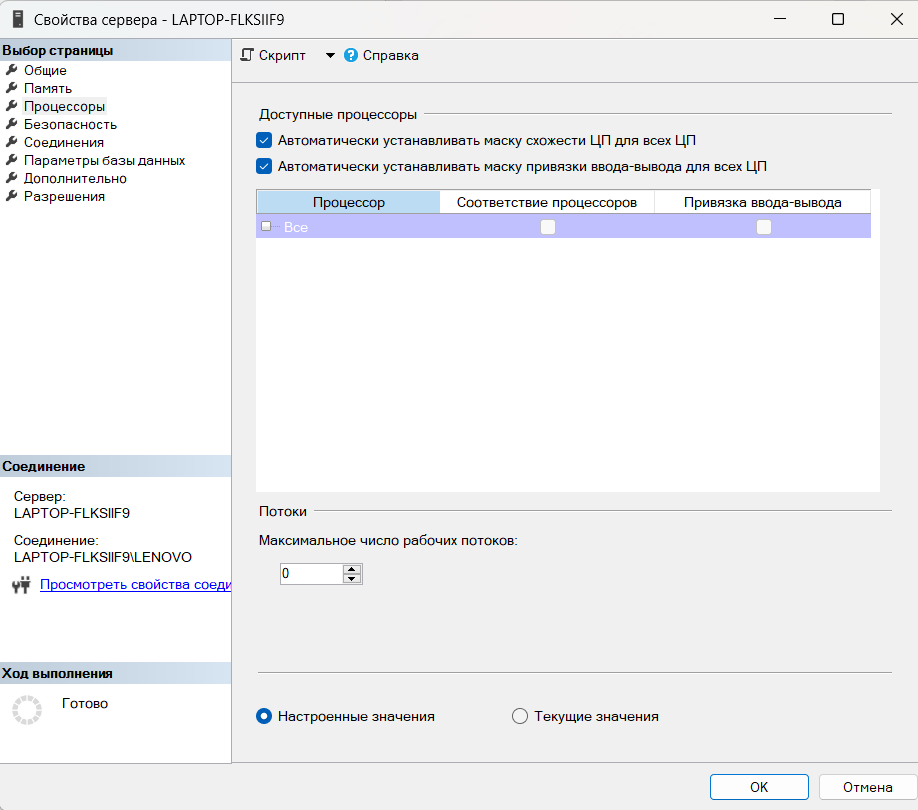 Свойства сервера - LAPTOP-FLKSIIF9
Выбор страницы
Общие
Память
Процессоры
Безопасность
Соединения
Параметры базы данных
Дополнительно
Разрешения
Скрипт
Справка
Доступные процессоры
Автоматически устанавливать маску схожести ЦП для всех ЦП
Автоматически устанавливать маску привязки ввода-вывода для всех ЦП
Процессор Соответствие процессоров Привязка ввода-вывода
Все
Потоки
Максимальное число рабочих потоков:
0
Соединение
Сервер:
LAPTOP-FLKSIIF9
Соединение:
LAPTOP-FLKSIIF9\LENOVO
Просмотреть свойства соеди
Ход выполнения
Готово
Настроенные значения Текущие значения
OK Отмена